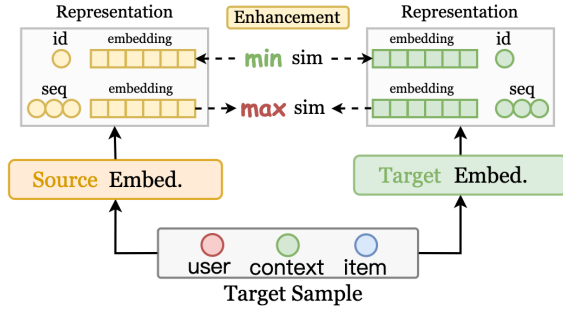 Representation
Enhancement
Representation
id
embedding
min sim
embedding
id
seq
embedding
max sim
embedding
seq
Source Embed.
Target Embed.
user
context
item
Target Sample